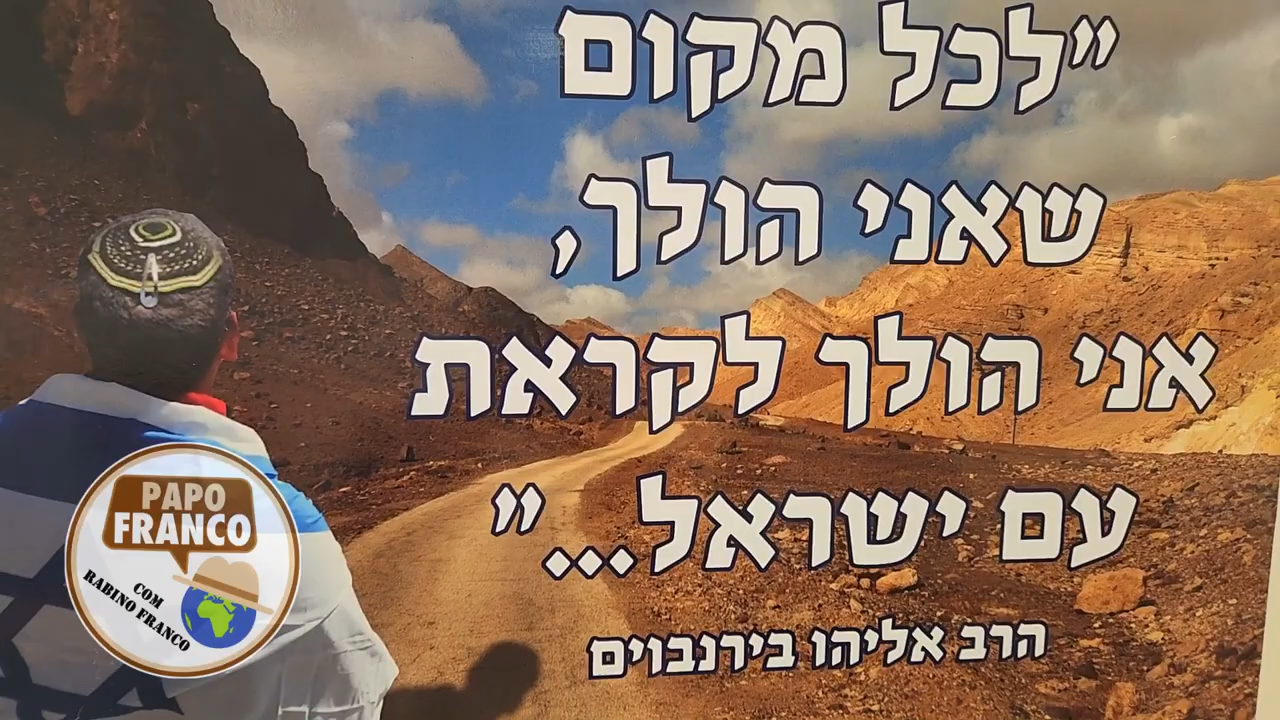 "לכל מקום
שאני הולך,
אני הולך לקראת
עם ישראל..."
הרב אליהו בירנבוים
PAPO
FRANCO
COM
RABINO FRANCO